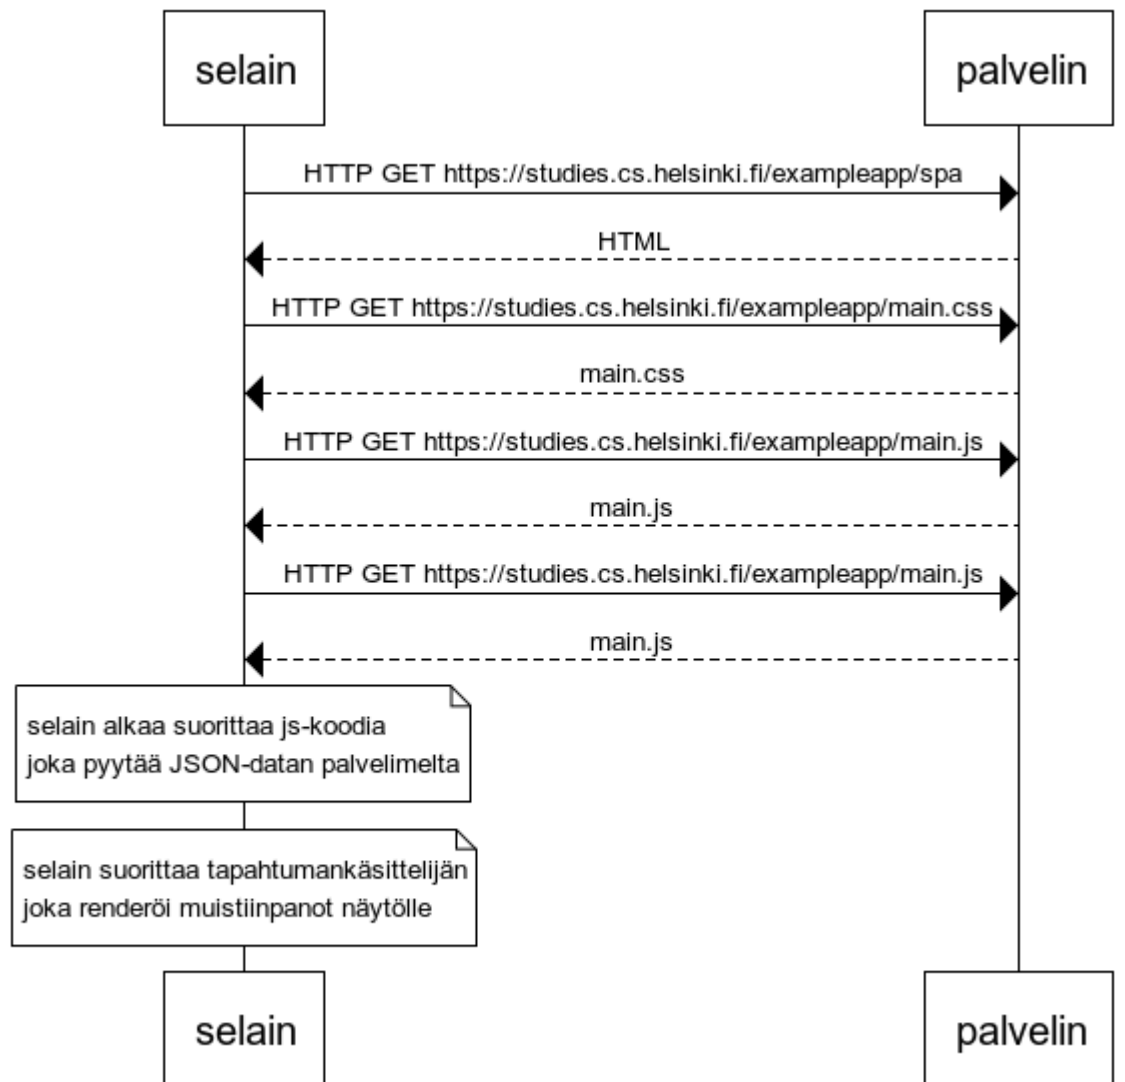 selain
palvelin
HTTP GET https://studies.cs.helsinki.fi/exampleapp/spa
HTML
HTTP GET https://studies.cs.helsinki.fi/exampleapp/main.css
main.css
HTTP GET https://studies.cs.helsinki.fi/exampleapp/main.js
main.js
HTTP GET https://studies.cs.helsinki.fi/exampleapp/main.js
main.js
selain alkaa suorittaa js-koodia
joka pyytää JSON-datan palvelimelta
selain suorittaa tapahtumankäsittelijän
joka renderöi muistiinpanot näytölle
selain
palvelin